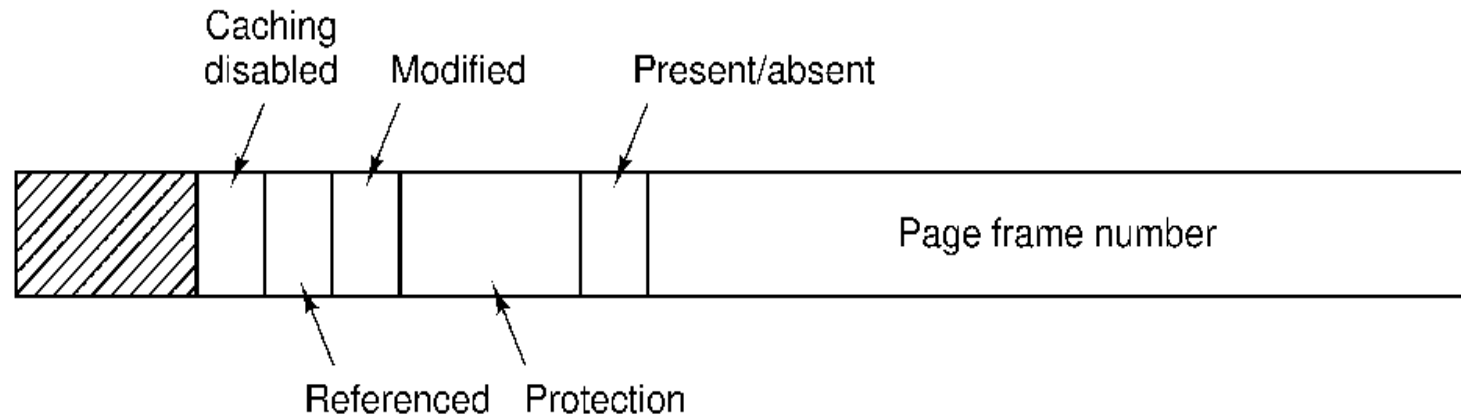 Caching
disabled
Modified
Present/absent
Page frame number
Referenced
Protection